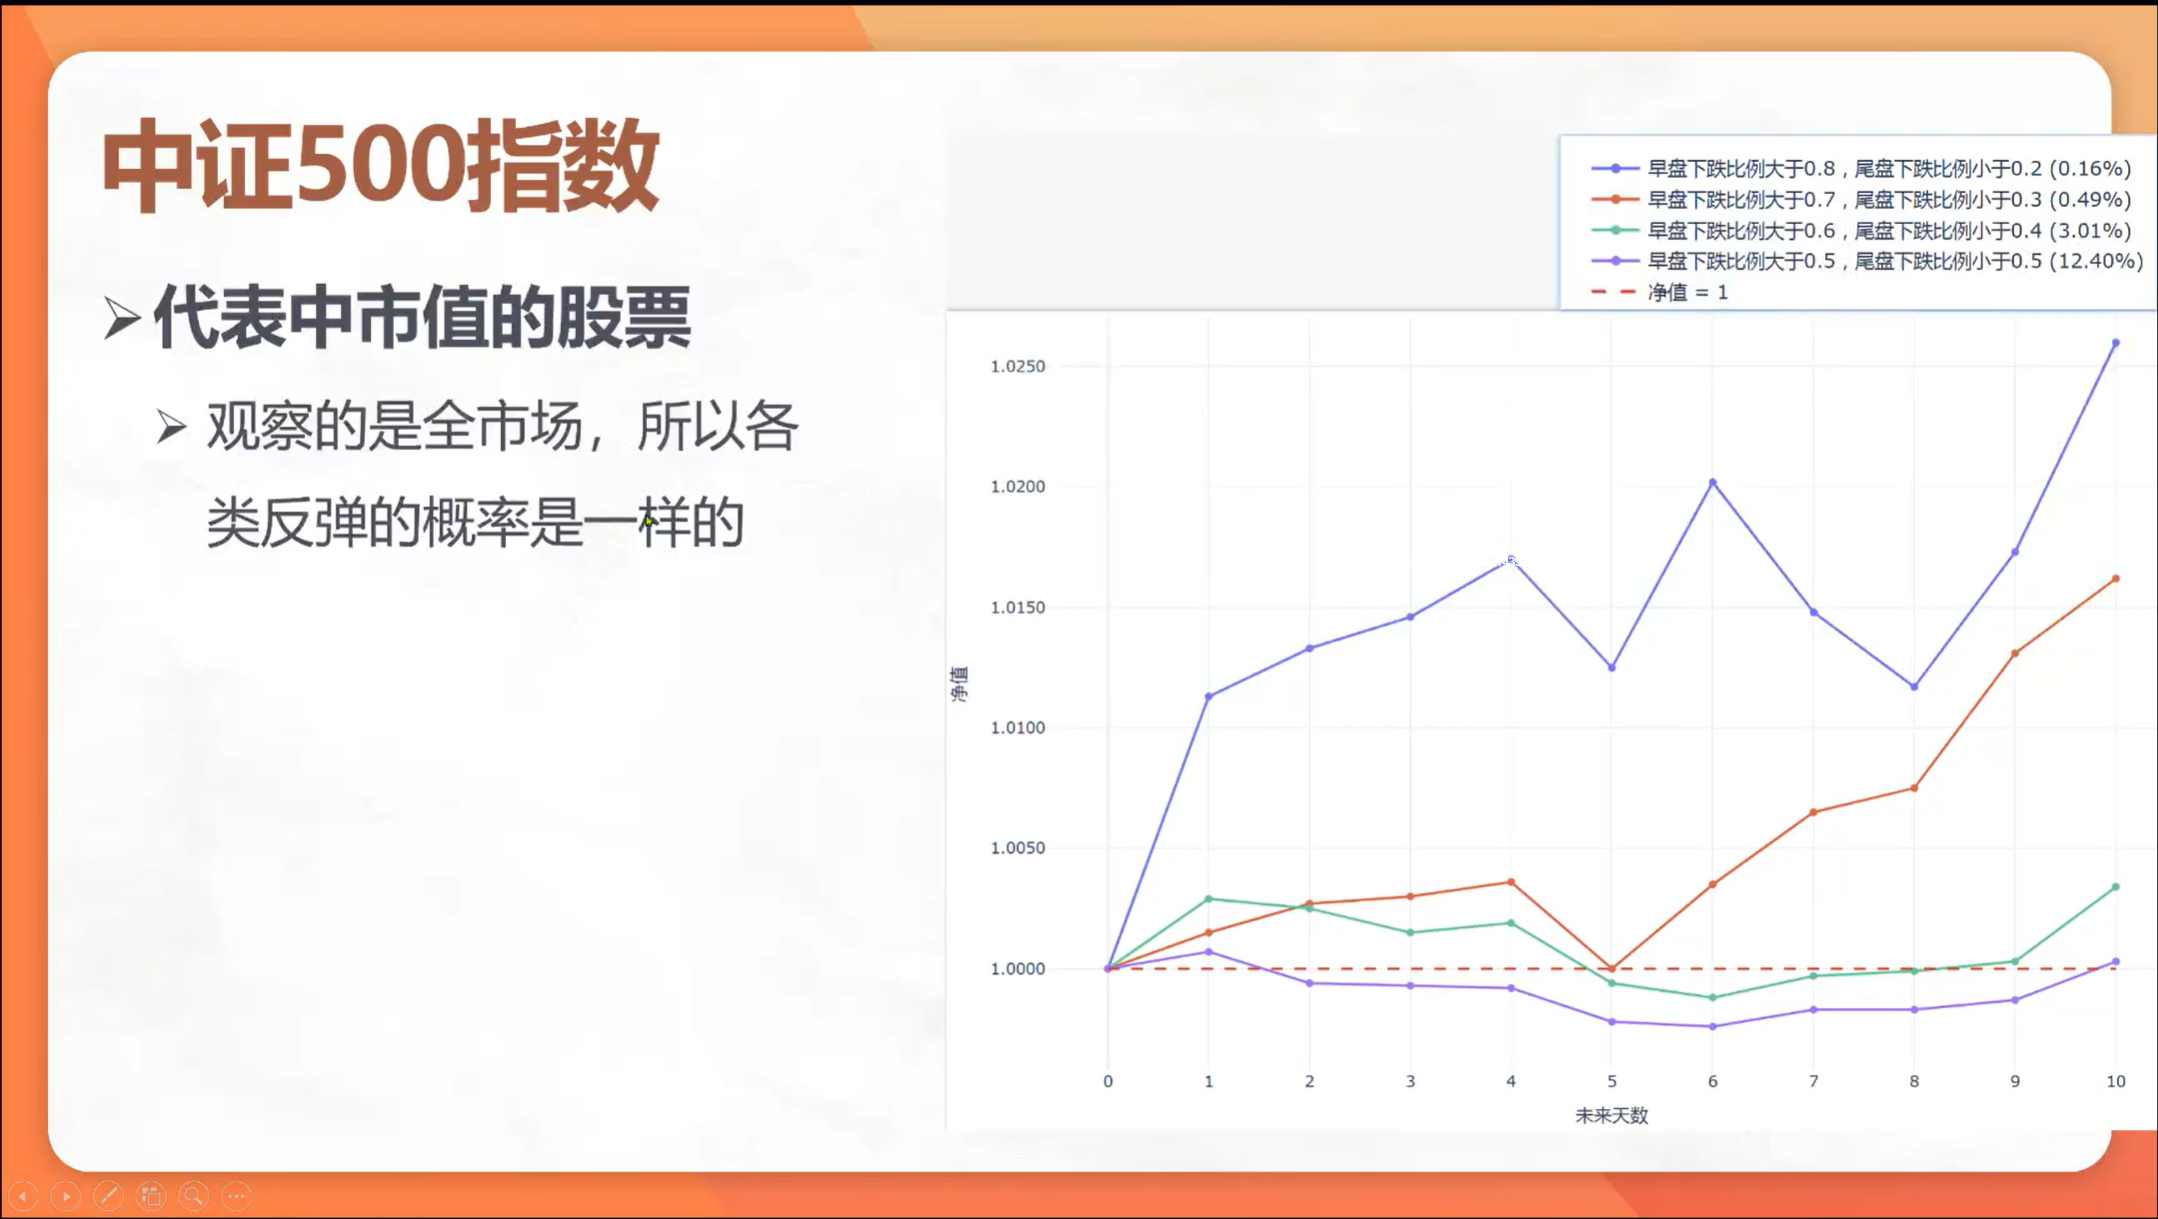 中证500指数
代表中市值的股票
观察的是全市场，所以各
类反弹的概率是一样的
早盘下跌比例大于0.8，尾盘下跌比例小于0.2 (0.16%)
早盘下跌比例大于0.7，尾盘下跌比例小于0.3 (0.49%)
早盘下跌比例大于0.6，尾盘下跌比例小于0.4 (3.01%)
早盘下跌比例大于0.5，尾盘下跌比例小于0.5 (12.40%)
净值 = 1
1.0250
1.0200
1.0150
1.0100
1.0050
1.0000
净值
0 1 2 3 4 5 6 7 8 9 10
未来天数